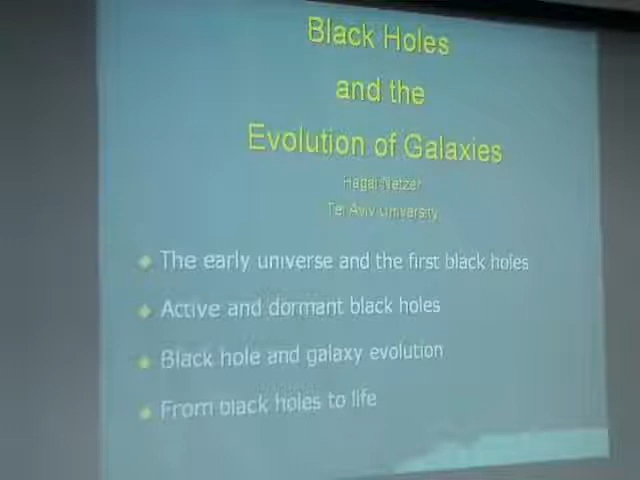 Black Holes
and the
Evolution of Galaxies
Hagai Netzer
Tel Aviv University
The early universe and the first black holes
Active and dormant black holes
Black hole and galaxy evolution
From black holes to life